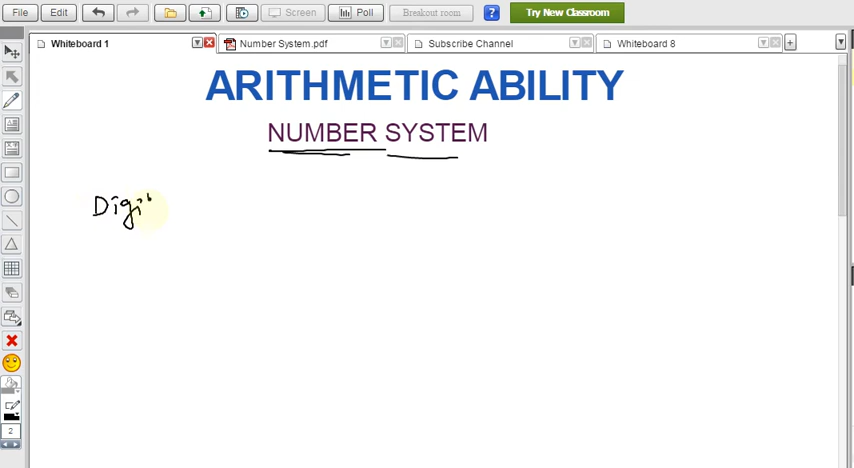 File Edit Screen Poll Breakout room ? Try New Classroom
Whiteboard 1 Number System.pdf Subscribe Channel Whiteboard 8
ARITHMETIC ABILITY
NUMBER SYSTEM
2